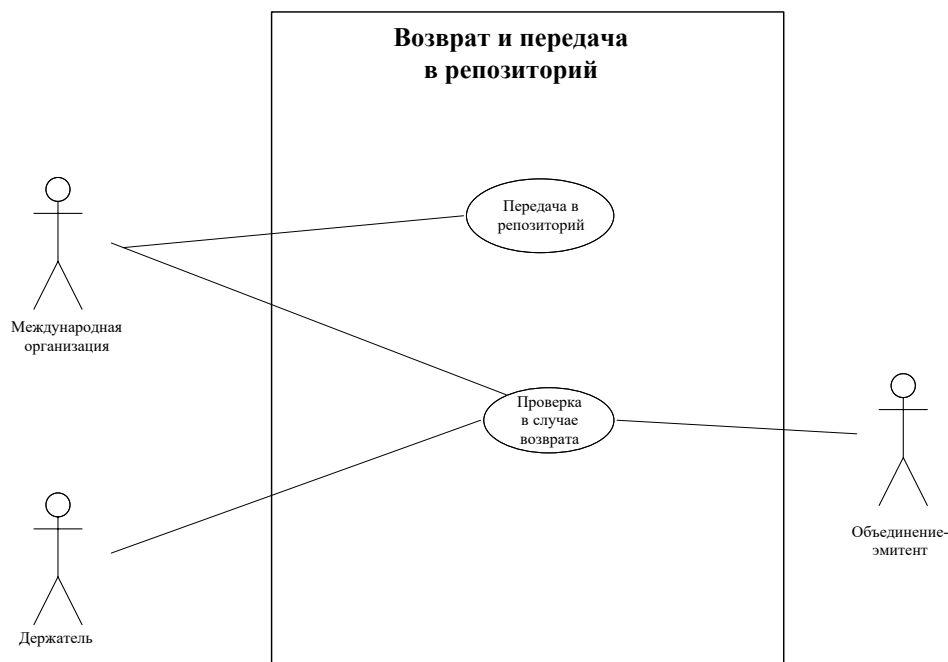 Возврат и передача
в репозиторий
Передача в
репозиторий
Международная
организация
Проверка
в случае
возврата
Объединение-
эмитент
Держатель